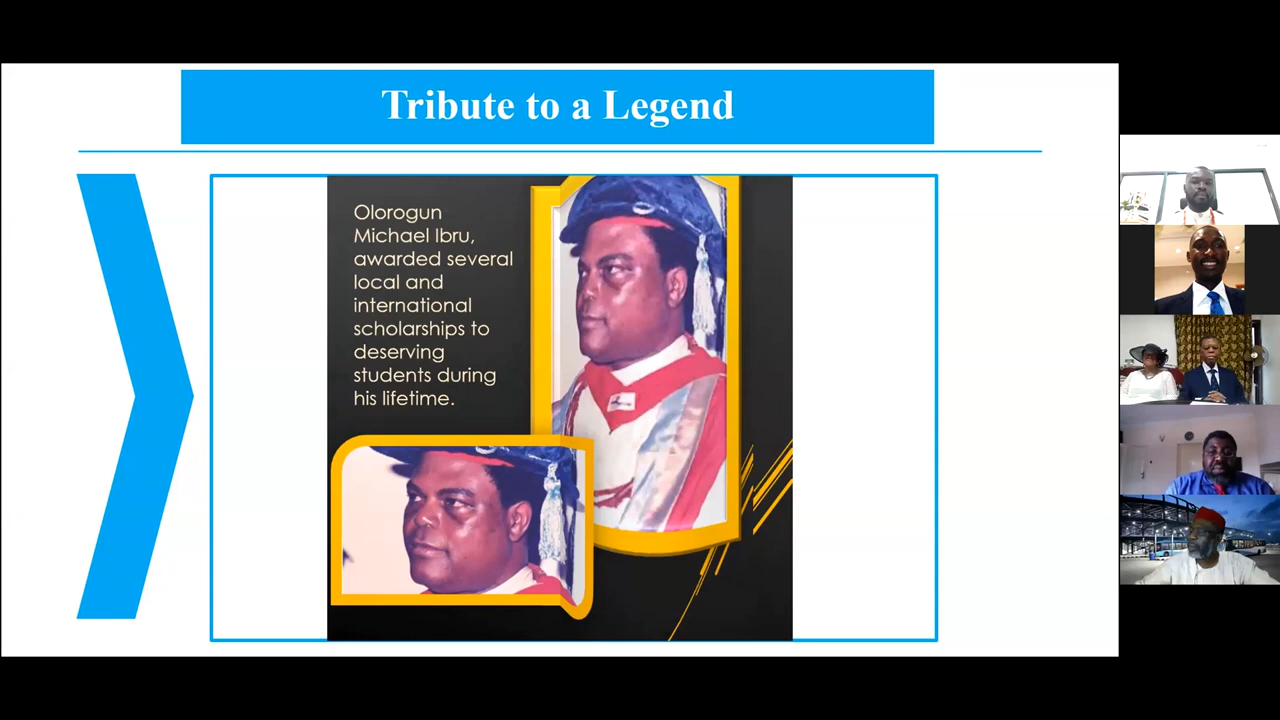 Tribute to a Legend
Olorogun
Michael Ibru,
awarded several
local and
international
scholarships to
deserving
students during
his lifetime.